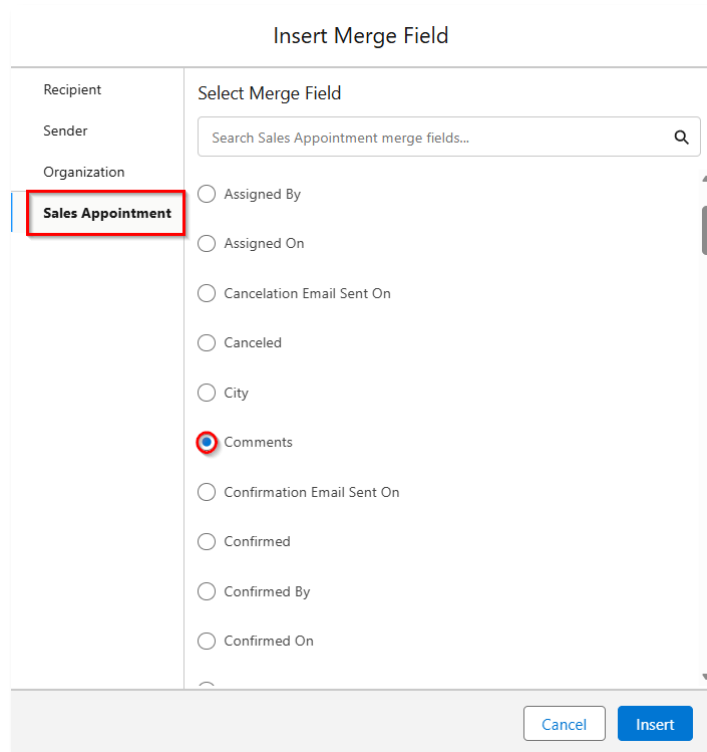 Insert Merge Field
Recipient
Sender
Organization
Sales Appointment
Select Merge Field
Search Sales Appointment merge fields...
Assigned By
Assigned On
Cancelation Email Sent On
Canceled
City
Comments
Confirmation Email Sent On
Confirmed
Confirmed By
Confirmed On
Cancel
Insert